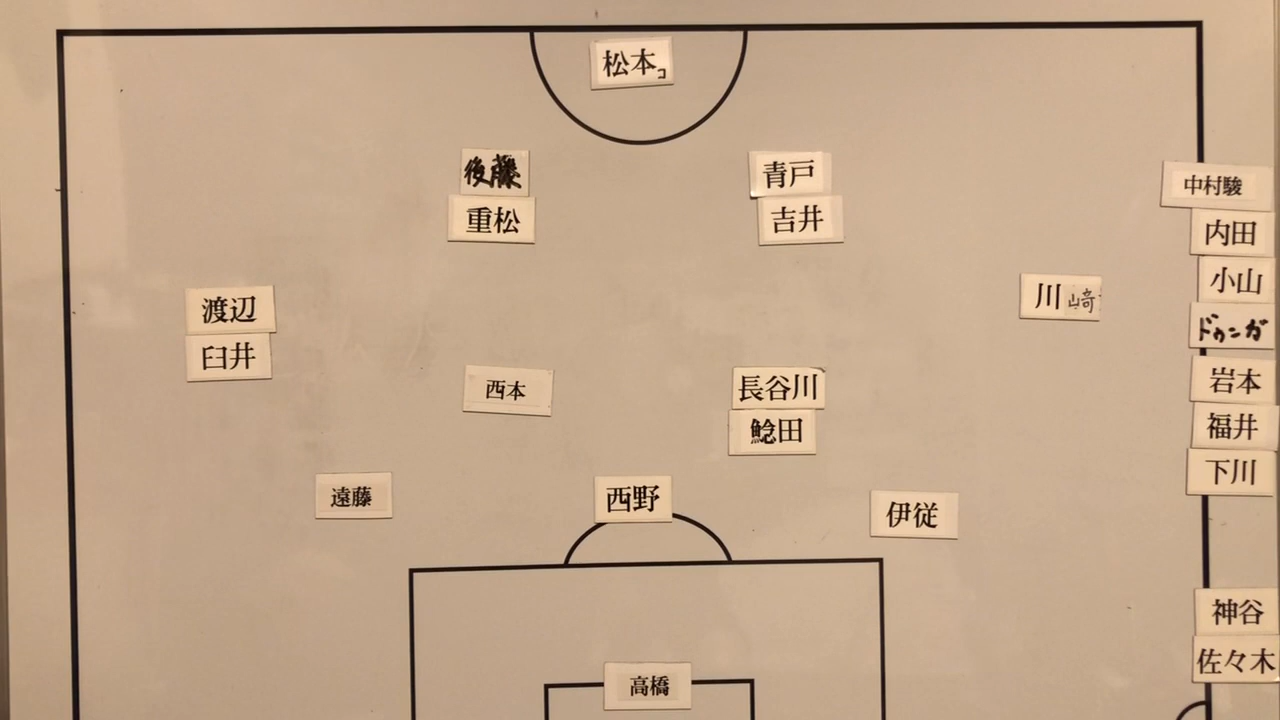 松本コ
後藤
青戸
中村駿
重松
吉井
内田
小山
渡辺
川崎
ドゥンガ
臼井
西本
長谷川
岩本
鯰田
福井
下川
遠藤
西野
伊従
神谷
佐々木
高橋